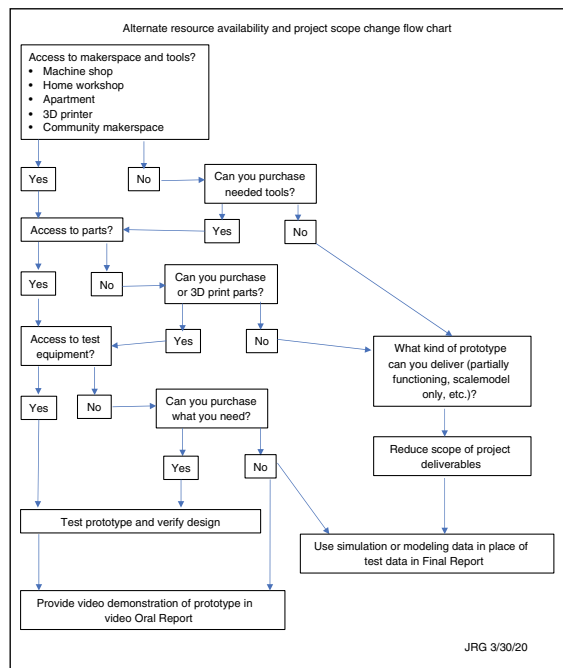 Alternate resource availability and project scope change flow chart
Access to makerspace and tools?
• Machine shop
• Home workshop
• Apartment
• 3D printer
• Community makerspace
Yes
No
Can you purchase
needed tools?
Access to parts?
Yes
No
Yes
No
Can you purchase
or 3D print parts?
Access to test
equipment?
Yes
No
What kind of prototype
can you deliver (partially
functioning, scalemodel
only, etc.)?
Yes
No
Can you purchase
what you need?
Reduce scope of project
deliverables
Yes
No
Test prototype and verify design
Use simulation or modeling data in place of
test data in Final Report
Provide video demonstration of prototype in
video Oral Report
JRG 3/30/20